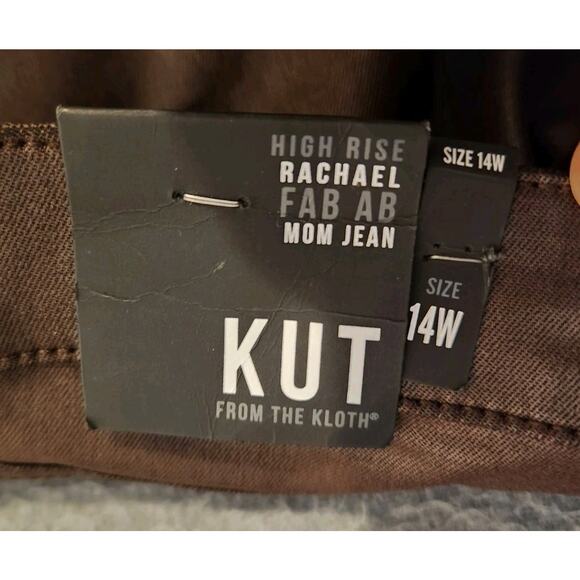 HIGH RISE
RACHAEL
FAB AB
MOM JEAN
KUT
FROM THE KLOTH®
SIZE 14W
SIZE
14W